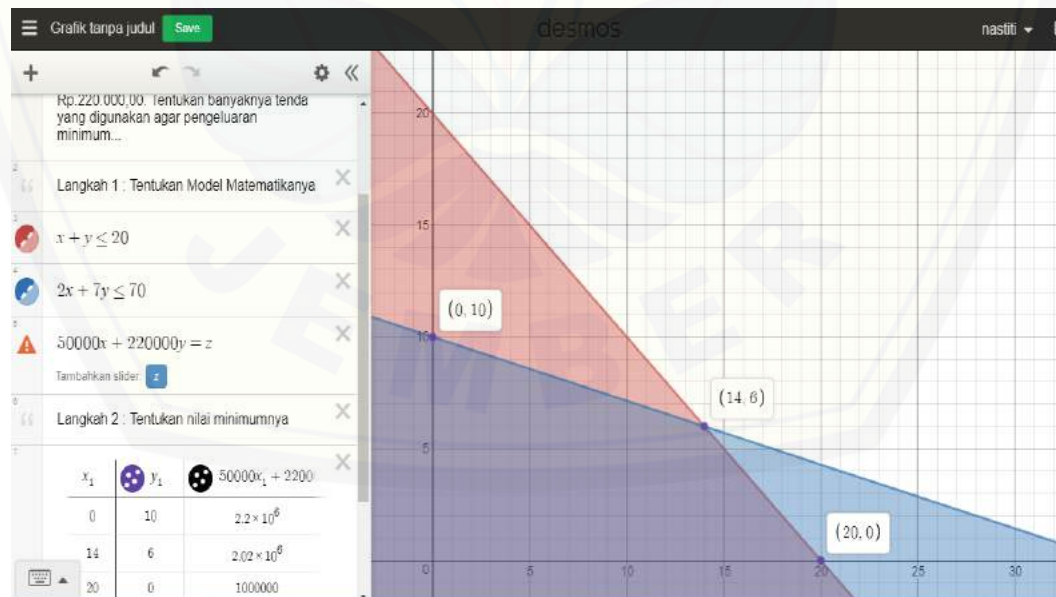 Grafik tanpa judul Save desmos nastiti
Rp.220.000,00. Tentukan banyaknya tenda
yang digunakan agar pengeluaran
minimum...
Langkah 1 : Tentukan Model Matematikanya
x + y ≤ 20
2x + 7y ≤ 70
50000x + 220000y = z
Tambahkan slider: z
Langkah 2 : Tentukan nilai minimumnya
x₁ y₁ 50000x₁ + 2200
0 10 2.2 × 10⁶
14 6 2.02 × 10⁶
20 0 1000000
20
15
10
5
0 5 10 15 20 25 30
(0, 10)
(14, 6)
(20, 0)
JEMBER